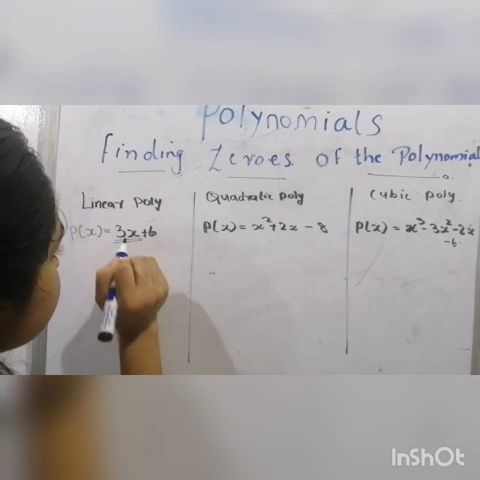 Polynomials
Finding Zeroes of the Polynomial
Linear poly
P(x) = 3x+6
Quadratic poly
P(x) = x²+2x - 8
Cubic poly.
P(x) = x³ - 3x² - 2x
-6
InShOt